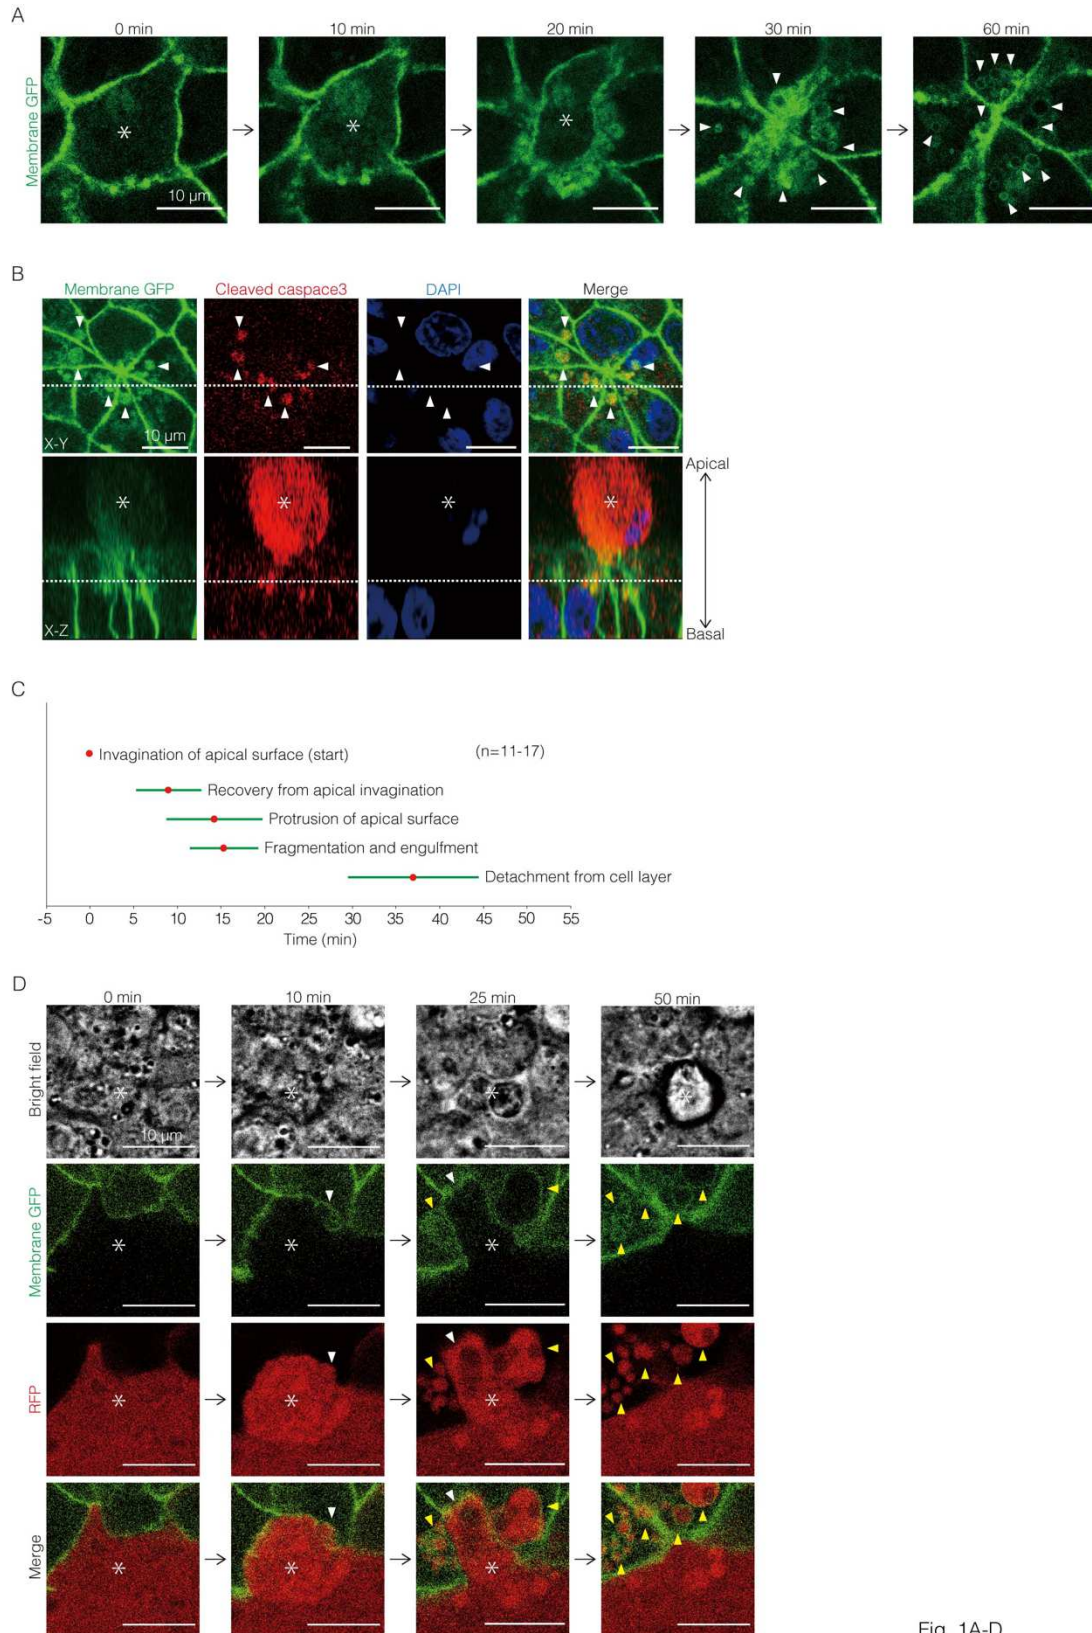 A
0 min 10 min 20 min 30 min 60 min
Membrane GFP
* * *
10 µm
B
Membrane GFP Cleaved caspace3 DAPI Merge
X-Y 10 µm
Apical
* * * *
X-Z
Basal
C
Invagination of apical surface (start) (n=11-17)
Recovery from apical invagination
Protrusion of apical surface
Fragmentation and engulfment
Detachment from cell layer
-5 0 5 10 15 20 25 30 35 40 45 50 55
Time (min)
D
0 min 10 min 25 min 50 min
Bright field
* * * *
10 µm
Membrane GFP
* * *
RFP
* * *
Merge
* * *
Fig. 1A-D